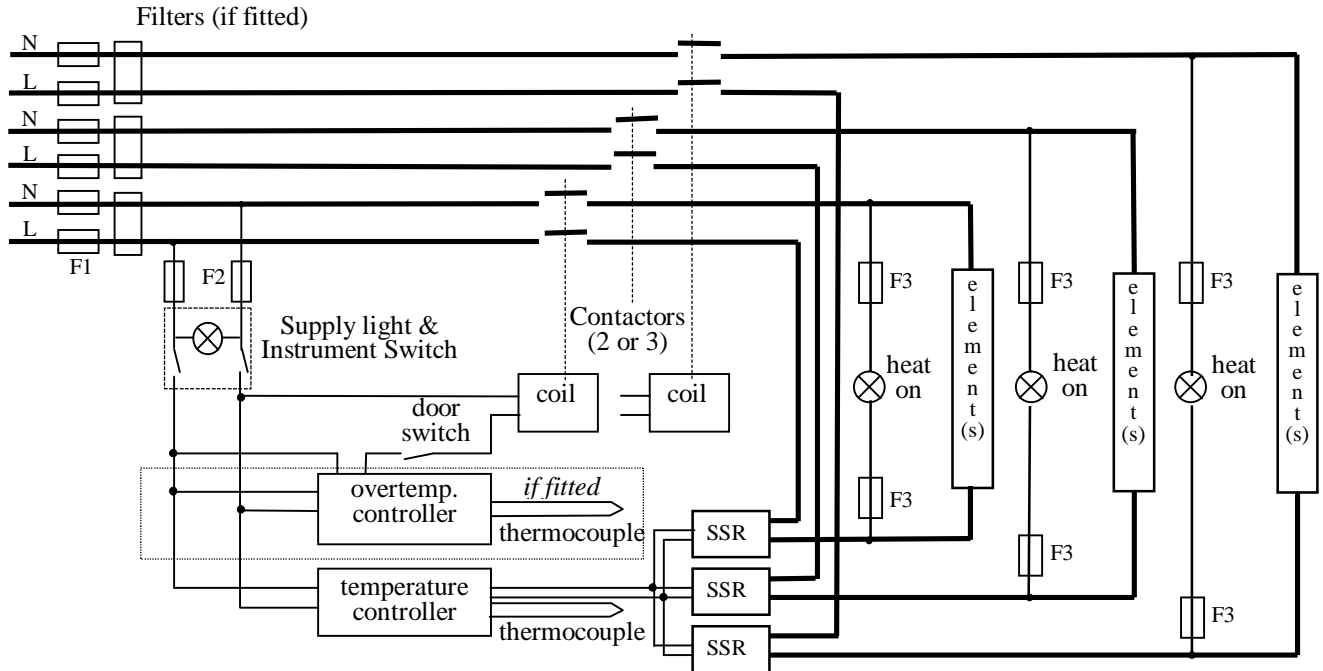 Filters (if fitted)
N
L
N
L
N
L
F1
F2
F3
F3
F3
Supply light &
Instrument Switch
Contactors
(2 or 3)
heat
on
heat
on
heat
on
element(s)
element(s)
element(s)
coil
coil
door
switch
overtemp.
controller
if fitted
thermocouple
F3
F3
F3
SSR
SSR
SSR
temperature
controller
thermocouple